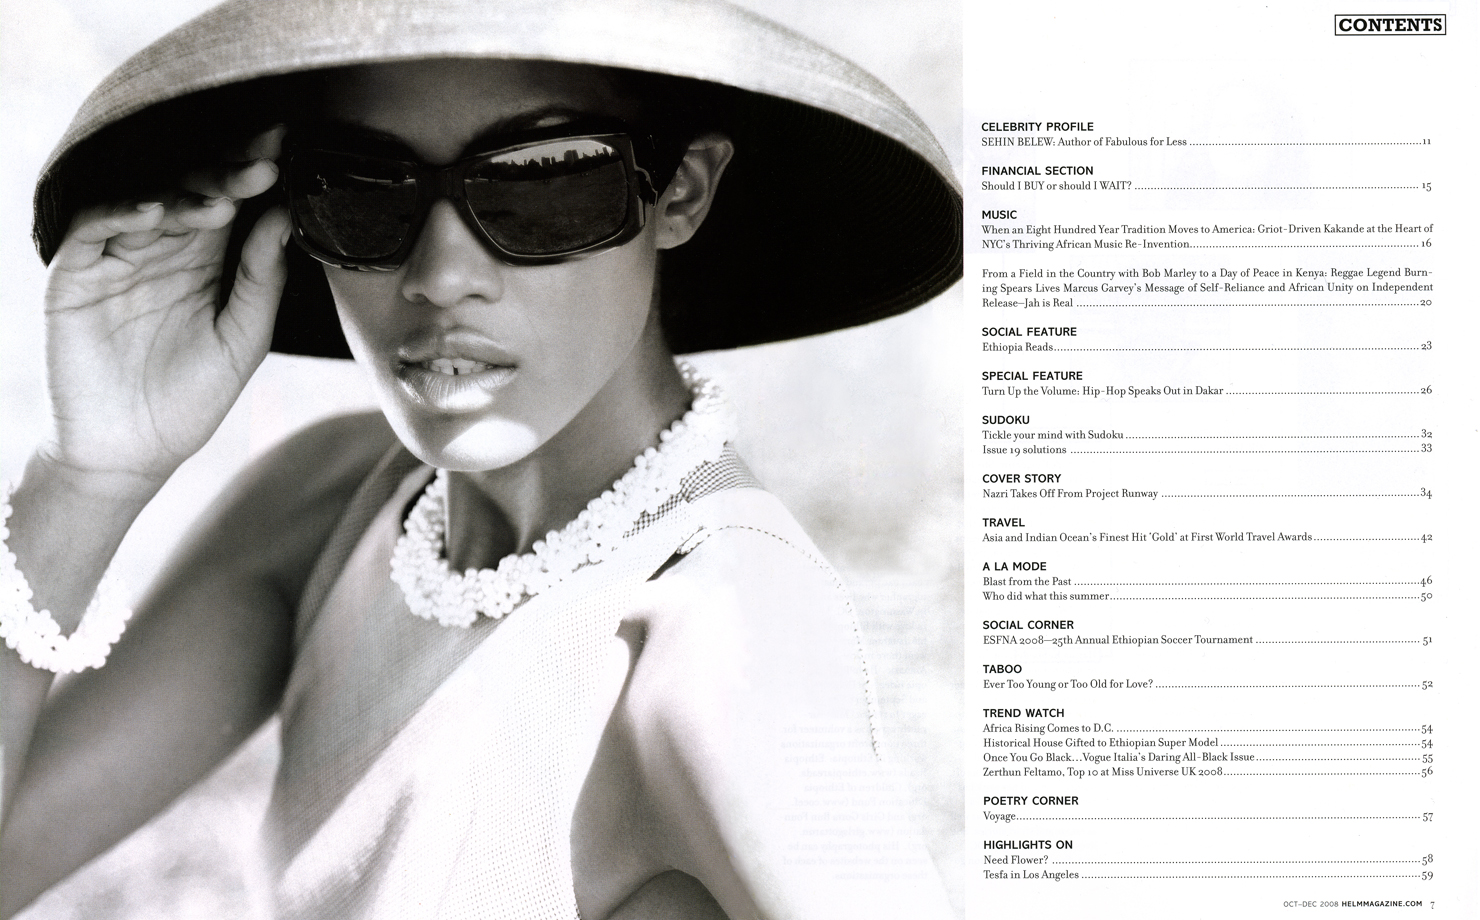 CONTENTS
CELEBRITY PROFILE
SEHIN BELEW: Author of Fabulous for Less ........ 11
FINANCIAL SECTION
Should I BUY or should I WAIT? ........ 15
MUSIC
When an Eight Hundred Year Tradition Moves to America: Griot-Driven Kakande at the Heart of
NYC's Thriving African Music Re-Invention........ 16
From a Field in the Country with Bob Marley to a Day of Peace in Kenya: Reggae Legend Burn-
ing Spears Lives Marcus Garvey's Message of Self-Reliance and African Unity on Independent
Release—Jah is Real ........ 20
SOCIAL FEATURE
Ethiopia Reads........ 23
SPECIAL FEATURE
Turn Up the Volume: Hip-Hop Speaks Out in Dakar ........ 26
SUDOKU
Tickle your mind with Sudoku ........ 32
Issue 19 solutions ........ 33
COVER STORY
Nazri Takes Off From Project Runway ........ 34
TRAVEL
Asia and Indian Ocean's Finest Hit 'Gold' at First World Travel Awards........ 42
A LA MODE
Blast from the Past ........ 46
Who did what this summer........ 50
SOCIAL CORNER
ESFNA 2008—25th Annual Ethiopian Soccer Tournament ........ 51
TABOO
Ever Too Young or Too Old for Love? ........ 52
TREND WATCH
Africa Rising Comes to D.C. ........ 54
Historical House Gifted to Ethiopian Super Model ........ 54
Once You Go Black...Vogue Italia's Daring All-Black Issue ........ 55
Zerthun Feltamo, Top 10 at Miss Universe UK 2008........ 56
POETRY CORNER
Voyage........ 57
HIGHLIGHTS ON
Need Flower? ........ 58
Tesfa in Los Angeles ........ 59
OCT-DEC 2008 HELMMAGAZINE.COM 7